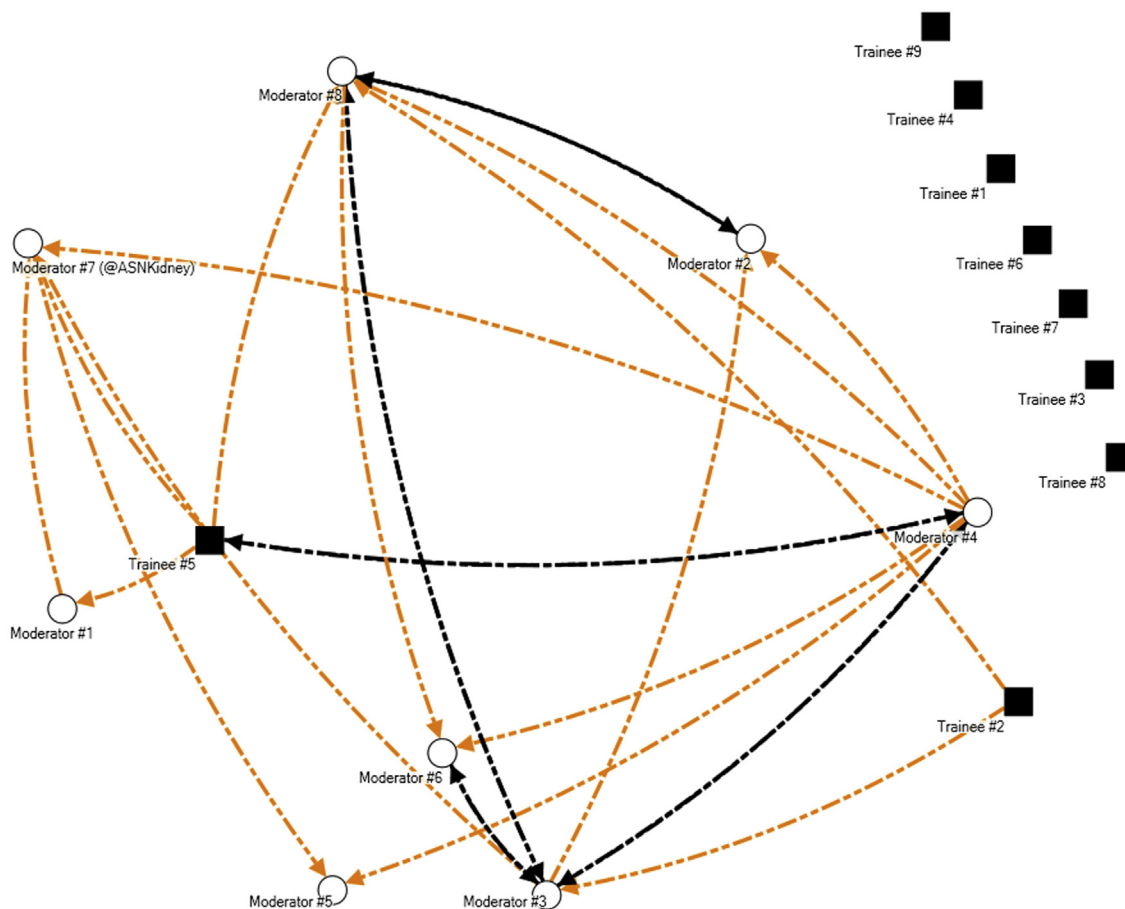 Trainee #9
Moderator #8
Trainee #4
Trainee #1
Moderator #7 (@ASNKidney)
Moderator #2
Trainee #6
Trainee #7
Trainee #3
Trainee #8
Moderator #4
Trainee #5
Moderator #1
Trainee #2
Moderator #6
Moderator #5
Moderator #3